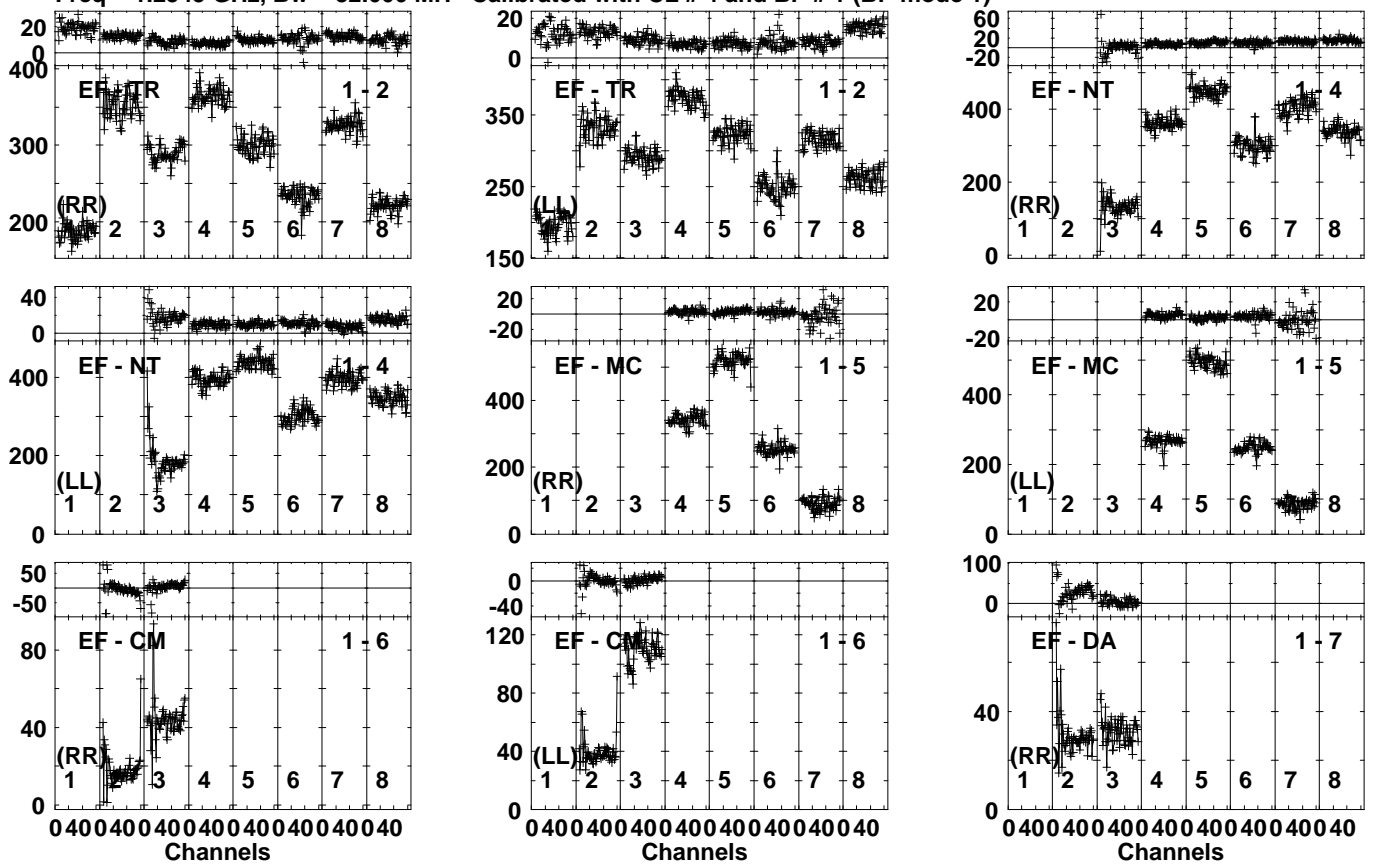 20 0 400 300 200 EF - TR 1 - 2 (RR) 2 3 4 5 6 7 8
20 0 350 250 150 EF - TR 1 - 2 (LL) 1 2 3 4 5 6 7 8
60 20 -20 400 200 0 EF - NT 1 - 4 (RR) 1 2 3 4 5 6 7 8
40 0 400 200 0 EF - NT 1 - 4 (LL) 1 2 3 4 5 6 7 8
20 -20 400 200 0 EF - MC 1 - 5 (RR) 1 2 3 4 5 6 7 8
20 -20 400 200 0 EF - MC 1 - 5 (LL) 1 2 3 4 5 6 7 8
50 -50 80 40 0 EF - CM 1 - 6 (RR) 1 2 3 4 5 6 7 8
0 -40 120 80 40 0 EF - CM 1 - 6 (LL) 1 2 3 4 5 6 7 8
100 0 40 0 EF - DA 1 - 7 (RR) 1 2 3 4 5 6 7 8
0 40 0 40 0 40 0 40 0 40 0 40 0 40 0 40
0 40 0 40 0 40 0 40 0 40 0 40 0 40 0 40
0 40 0 40 0 40 0 40 0 40 0 40 0 40 0 40
Channels Channels Channels